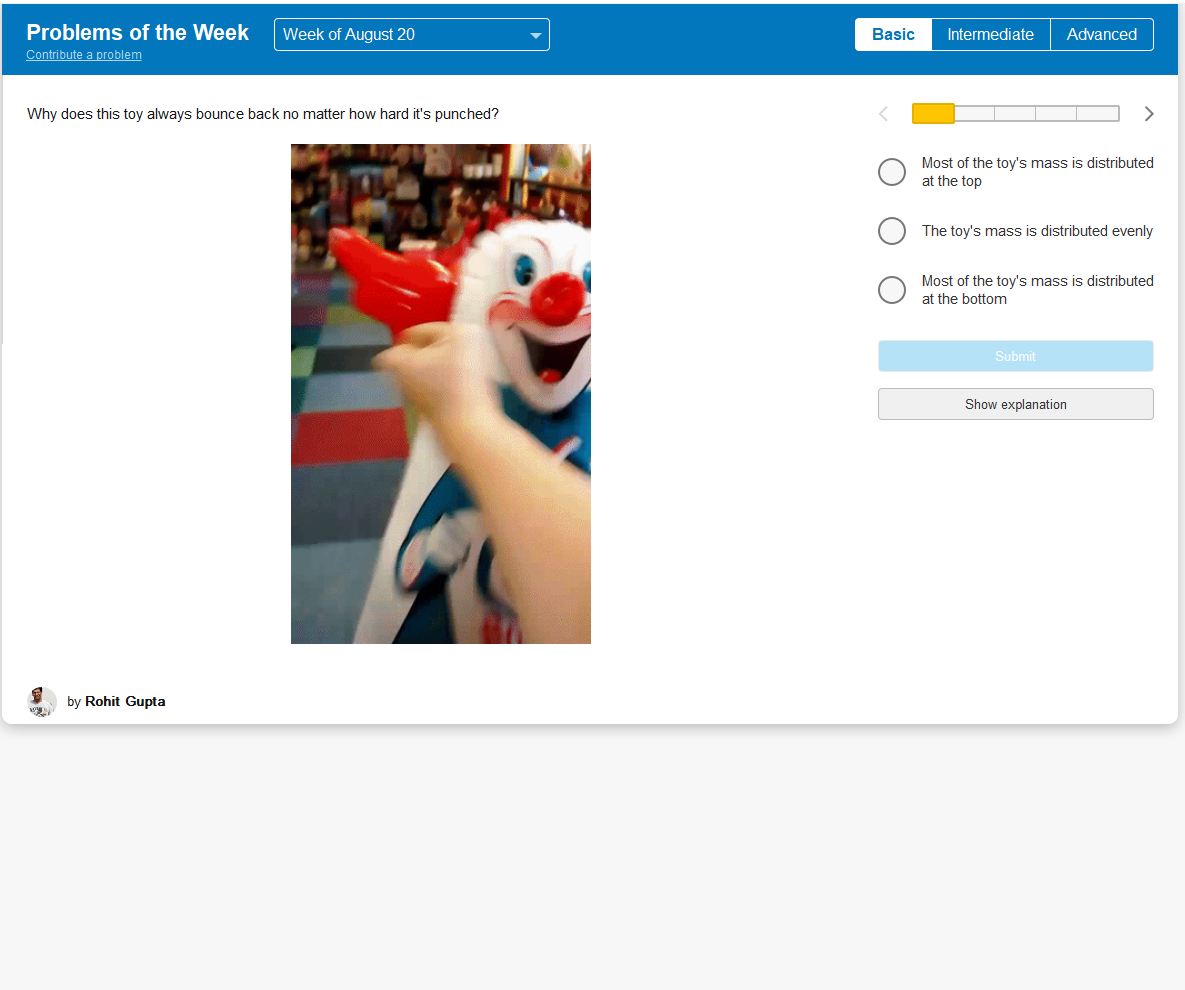 Problems of the Week
Contribute a problem
Week of August 20
Basic
Intermediate
Advanced
Why does this toy always bounce back no matter how hard it's punched?
Most of the toy's mass is distributed
at the top
The toy's mass is distributed evenly
Most of the toy's mass is distributed
at the bottom
Submit
Show explanation
by Rohit Gupta